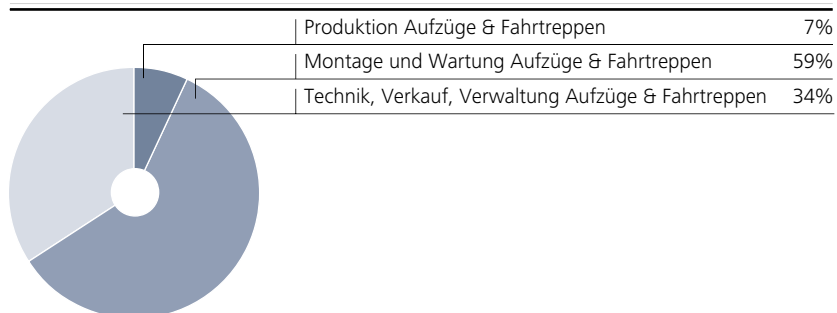 Produktion Aufzüge & Fahrtreppen 7%
Montage und Wartung Aufzüge & Fahrtreppen 59%
Technik, Verkauf, Verwaltung Aufzüge & Fahrtreppen 34%